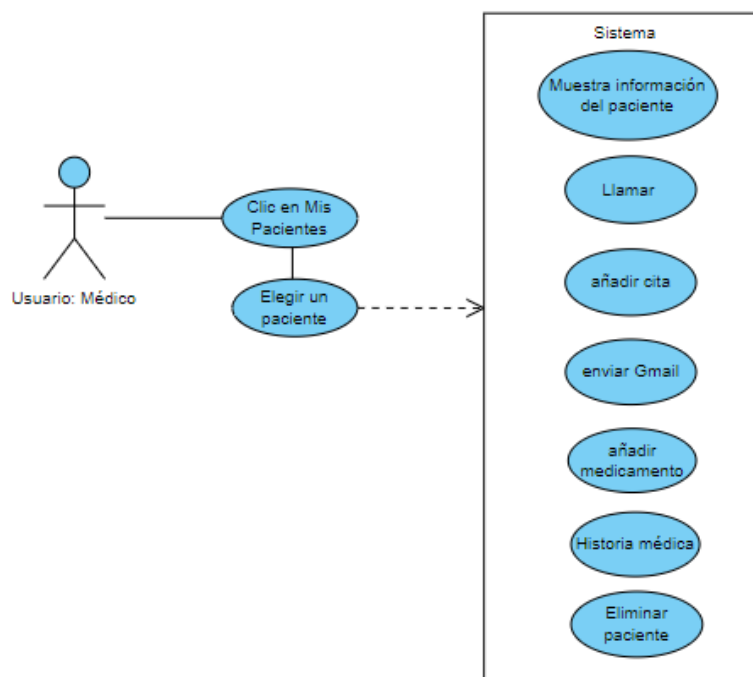 Sistema
Muestra información
del paciente
Llamar
Clic en Mis
Pacientes
añadir cita
Elegir un
paciente
Usuario: Médico
enviar Gmail
añadir
medicamento
Historia médica
Eliminar
paciente